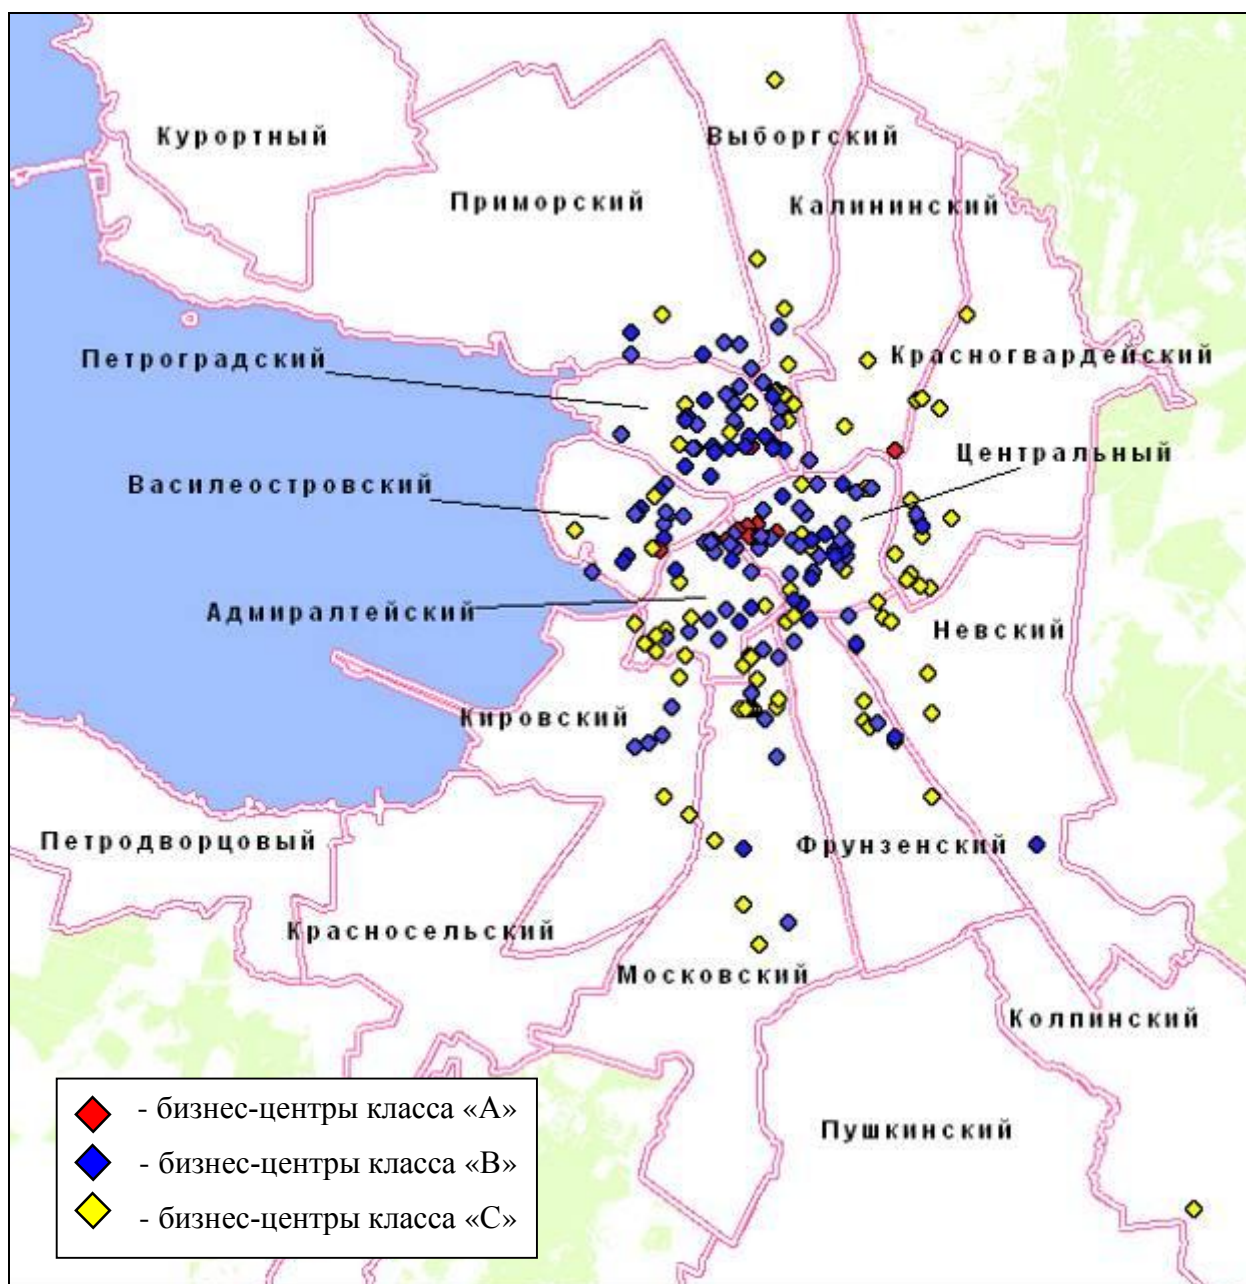 Курортный
Выборгский
Приморский
Калининский
Петроградский
Красногвардейский
Центральный
Василеостровский
Адмиралтейский
Невский
Кировский
Петродворцовый
Фрунзенский
Красносельский
Московский
Колпинский
- бизнес-центры класса «А»
- бизнес-центры класса «В»
- бизнес-центры класса «С»
Пушкинский